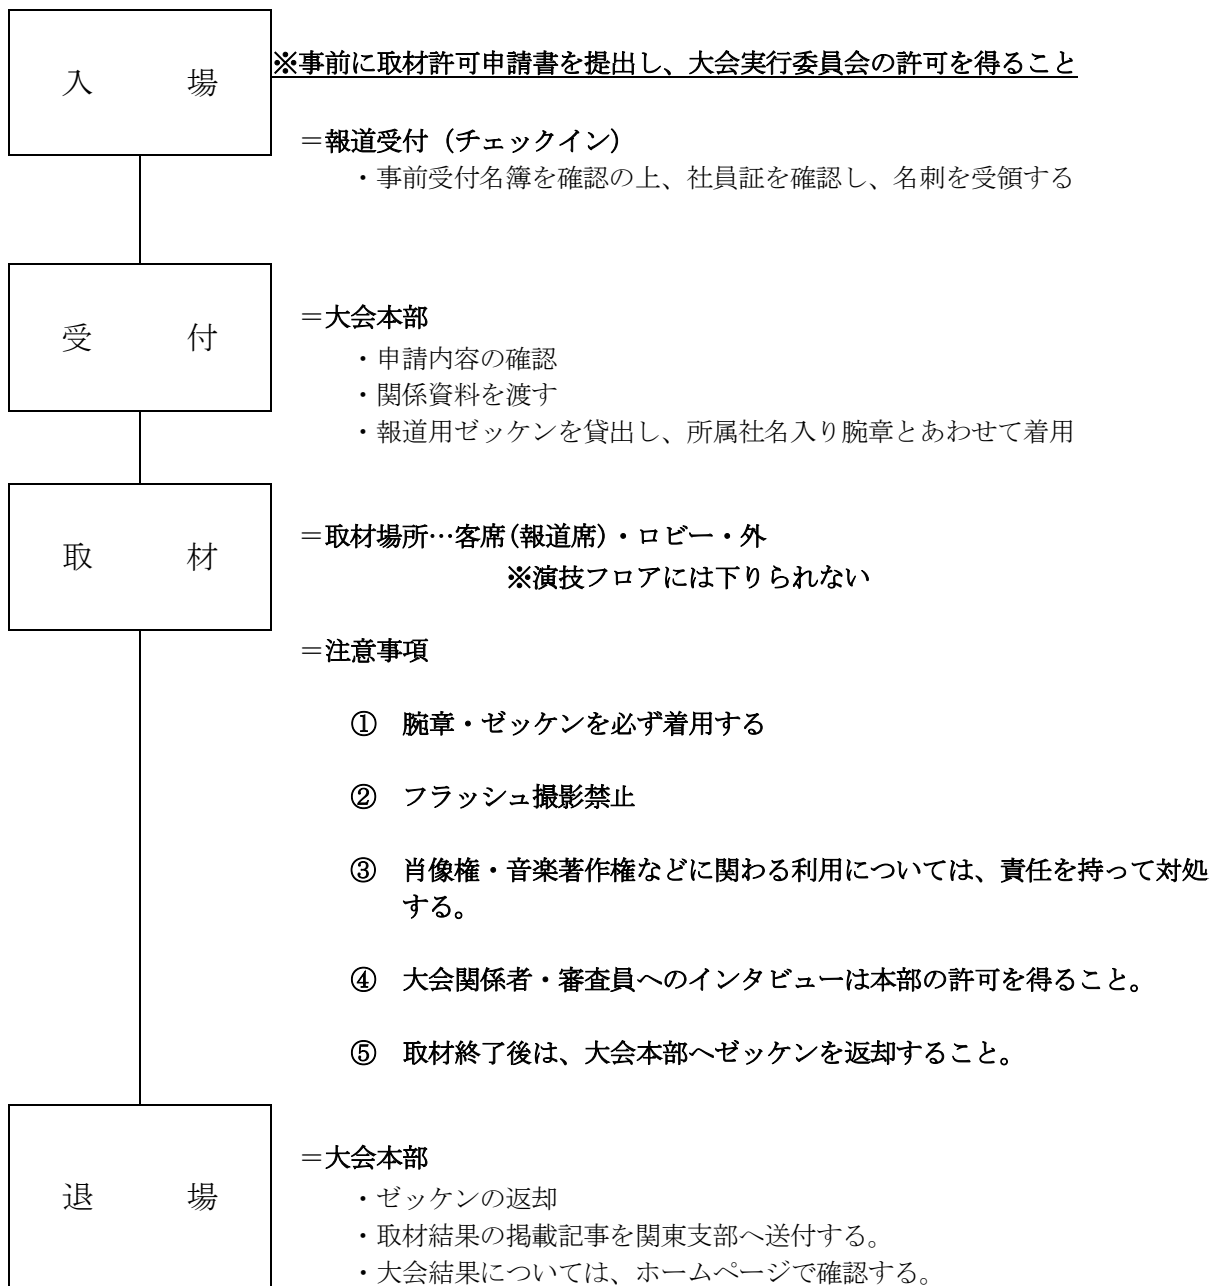 入場
※事前に取材許可申請書を提出し、大会実行委員会の許可を得ること
＝報道受付（チェックイン）
・事前受付名簿を確認の上、社員証を確認し、名刺を受領する
受付
＝大会本部
・申請内容の確認
・関係資料を渡す
・報道用ゼッケンを貸出し、所属社名入り腕章とあわせて着用
取材
＝取材場所…客席(報道席)・ロビー・外
※演技フロアには下りられない
＝注意事項
① 腕章・ゼッケンを必ず着用する
② フラッシュ撮影禁止
③ 肖像権・音楽著作権などに関わる利用については、責任を持って対処
する。
④ 大会関係者・審査員へのインタビューは本部の許可を得ること。
⑤ 取材終了後は、大会本部へゼッケンを返却すること。
退場
＝大会本部
・ゼッケンの返却
・取材結果の掲載記事を関東支部へ送付する。
・大会結果については、ホームページで確認する。